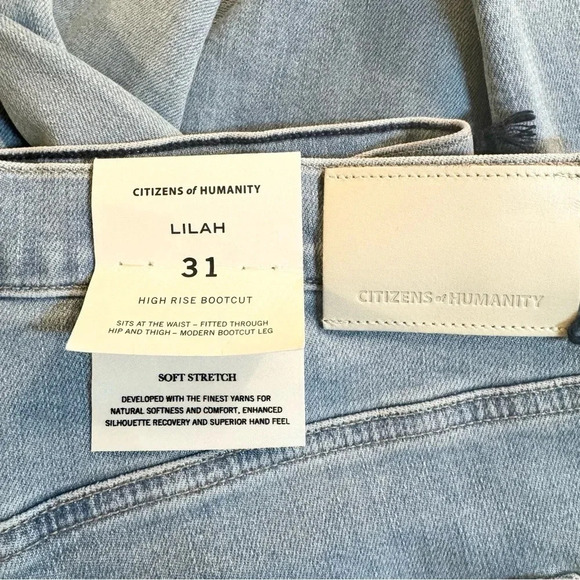 CITIZENS of HUMANITY
LILAH
31
HIGH RISE BOOTCUT
SITS AT THE WAIST – FITTED THROUGH
HIP AND THIGH – MODERN BOOTCUT LEG
SOFT STRETCH
DEVELOPED WITH THE FINEST YARNS FOR
NATURAL SOFTNESS AND COMFORT, ENHANCED
SILHOUETTE RECOVERY AND SUPERIOR HAND FEEL
CITIZENS of HUMANITY